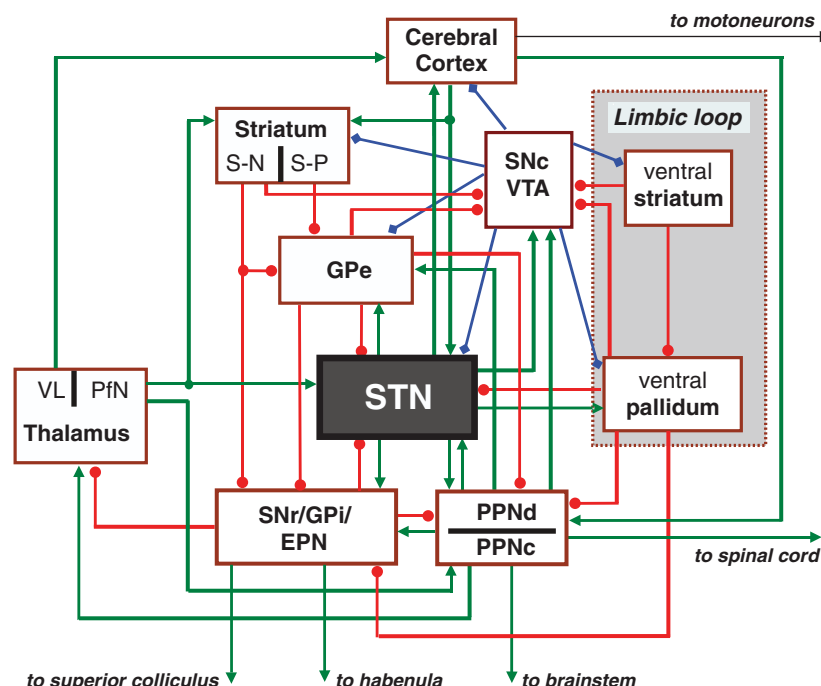 to motoneurons
Cerebral
Cortex
Limbic loop
Striatum
S-N S-P
SNc
VTA
ventral
striatum
GPe
VL PfN
Thalamus
STN
ventral
pallidum
SNr/GPi/
EPN
PPNd
PPNc
to spinal cord
to superior colliculus
to habenula
to brainstem